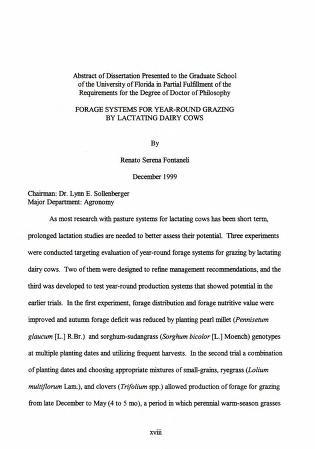 Abstract of Dissertation Presented to the Graduate School
of the University of Florida in Partial Fulfillment of the
Requirements for the Degree of Doctor of Philosophy
FORAGE SYSTEMS FOR YEAR-ROUND GRAZING
BY LACTATING DAIRY COWS
By
Renato Serena Fontaneli
December 1999
Chairman: Dr. Lynn E. Sollenberger
Major Department: Agronomy
As most research with pasture systems for lactating cows has been short term,
prolonged lactation studies are needed to better assess their potential. Three experiments
were conducted targeting evaluation of year-round forage systems for grazing by lactating
dairy cows. Two of them were designed to refine management recommendations, and the
third was developed to test year-round production systems that showed potential in the
earlier trials. In the first experiment, forage distribution and forage nutritive value were
improved and autumn forage deficit was reduced by planting pearl millet (Pennisetum
glaucum [L.] R.Br.) and sorghum-sudangrass (Sorghum bicolor [L.] Moench) genotypes
at multiple planting dates and utilizing frequent harvests. In the second trial a combination
of planting dates and choosing appropriate mixtures of small-grains, ryegrass (Lolium
multiflorum Lam.), and clovers (Trifolium spp.) allowed production of forage for grazing
from late December to May (4 to 5 mo), a period in which perennial warm-season grasses
xviii